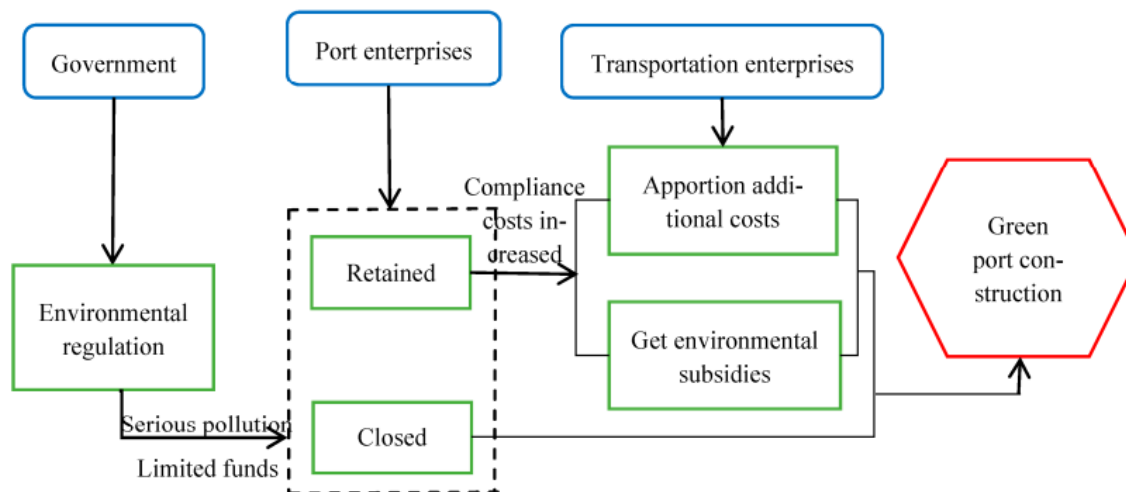 Government
Port enterprises
Transportation enterprises
Environmental
regulation
Serious pollution
Limited funds
Retained
Closed
Compliance
costs in-
creased
Apportion addi-
tional costs
Get environmental
subsidies
Green
port con-
struction